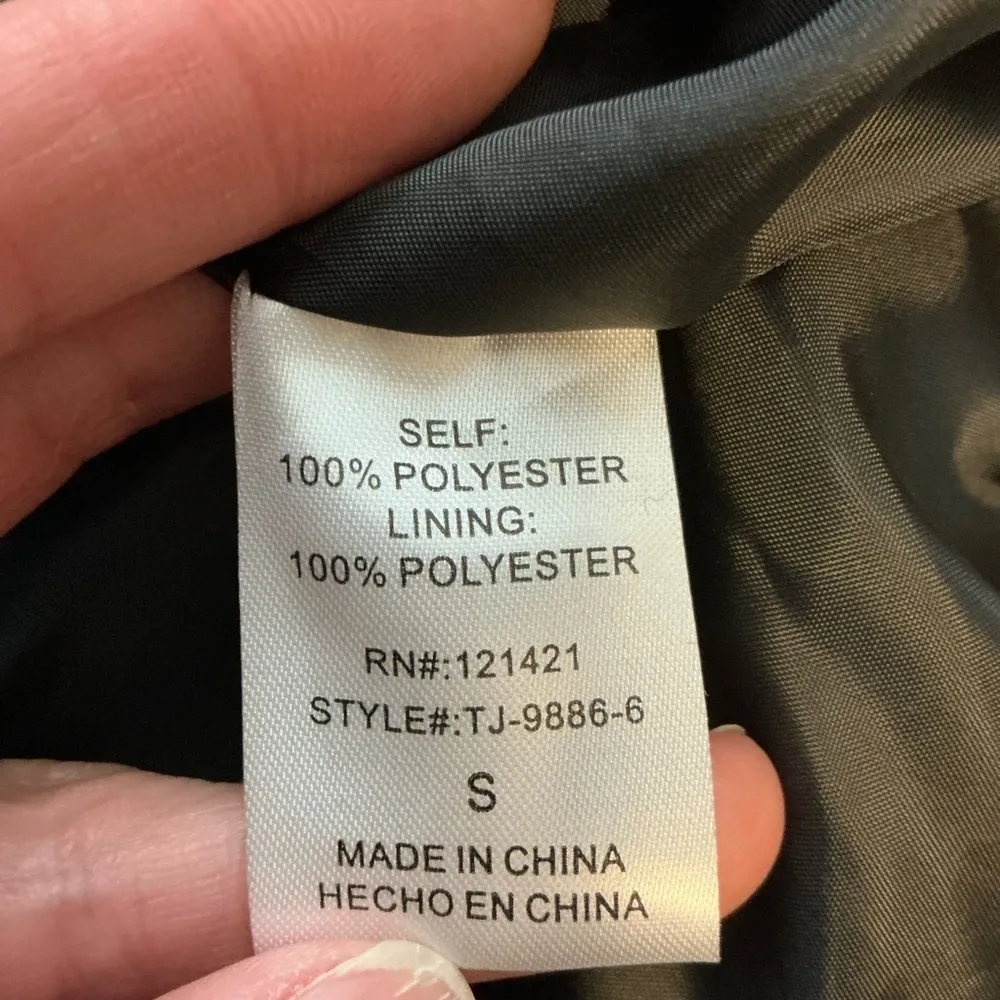 SELF:
100% POLYESTER
LINING:
100% POLYESTER
RN#:121421
STYLE#:TJ-9886-6
S
MADE IN CHINA
HECHO EN CHINA